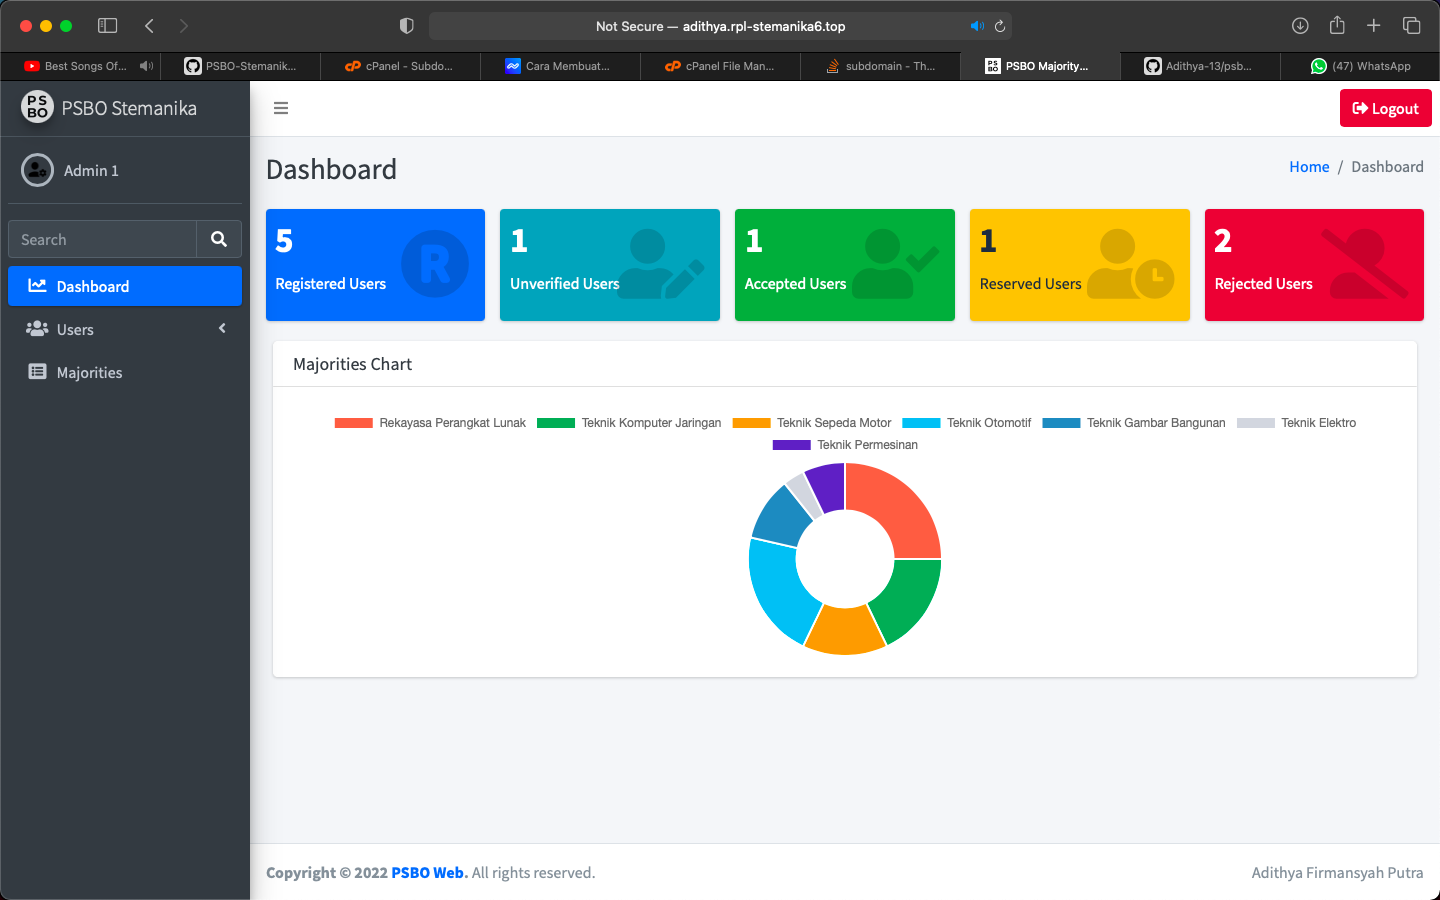 Not Secure — adithya.rpl-stemanika6.top
Best Songs Of...
PSBO-Stemanik...
cPanel - Subdo...
Cara Membuat...
cPanel File Man...
subdomain - Th...
PSBO Majority...
Adithya-13/psb...
(47) WhatsApp
PS BO PSBO Stemanika
Logout
Admin 1
Dashboard
Home / Dashboard
Search
Dashboard
Users
Majorities
5
Registered Users
R
1
Unverified Users
1
Accepted Users
1
Reserved Users
2
Rejected Users
Majorities Chart
Rekayasa Perangkat Lunak Teknik Komputer Jaringan Teknik Sepeda Motor Teknik Otomotif Teknik Gambar Bangunan Teknik Elektro
Teknik Permesinan
Copyright © 2022 PSBO Web. All rights reserved.
Adithya Firmansyah Putra